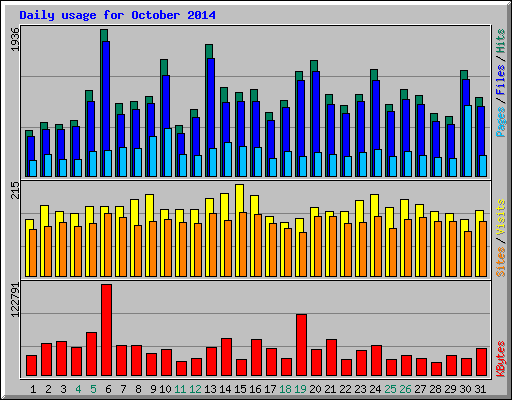 Daily usage for October 2014
1936
Pages / Files / Hits
215
Sites / Visits
122791
KBytes
1 2 3 4 5 6 7 8 9 10 11 12 13 14 15 16 17 18 19 20 21 22 23 24 25 26 27 28 29 30 31